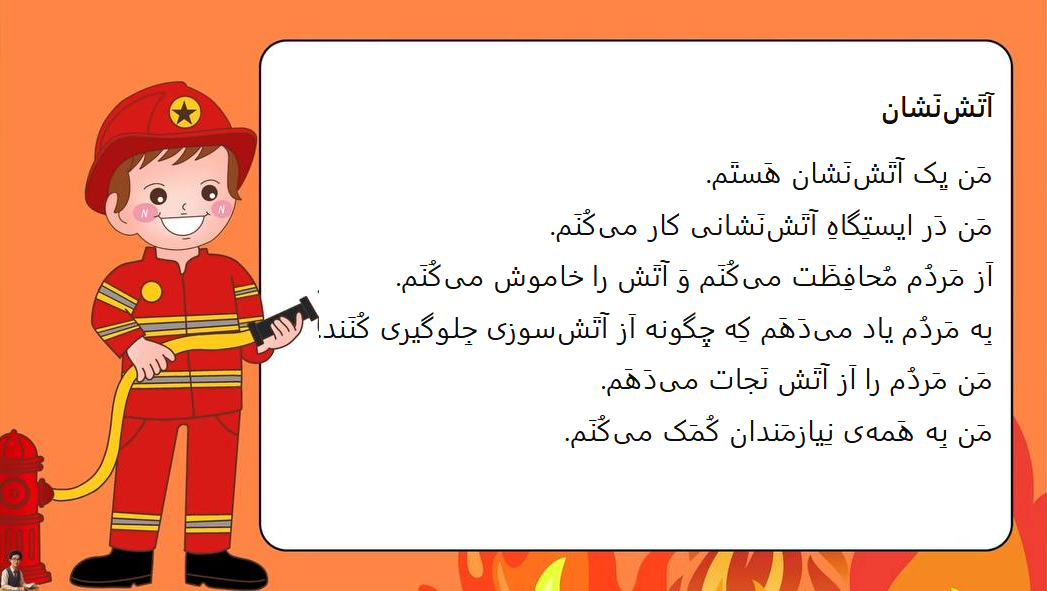 آتَش‌نَشان
مَن یِک آتَش‌نَشان هَستَم.
مَن دَر ایستِگاهِ آتَش‌نَشانی کار می‌کُنَم.
اَز مَردُم مُحافِظَت می‌کُنَم وَ آتَش را خاموش می‌کُنَم.
بِه مَردُم یاد می‌دَهَم کِه چِگونه اَز آتَش‌سوزی جِلوگیری کُنَند.
مَن مَردُم را اَز آتَش نَجات می‌دَهَم.
مَن بِه هَمه‌ی نِیازمَندان کُمَک می‌کُنَم.
N N